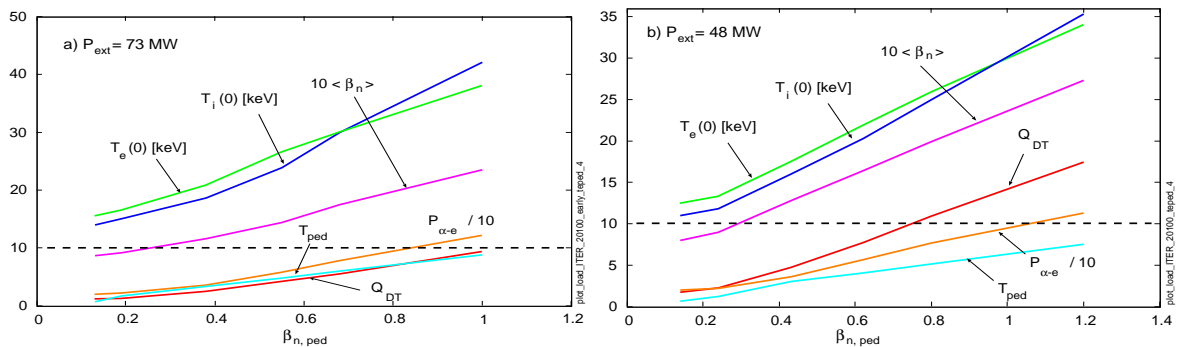 a) P_ext = 73 MW
50
40
30
20
10
0
10 < β_n >
T_i (0) [keV]
T_e (0) [keV]
P_α-e / 10
T_ped
Q_DT
0 0.2 0.4 0.6 0.8 1 1.2 1.4
β_n, ped
plot_load_ITER_20100_early_teped_4
b) P_ext = 48 MW
35
30
25
20
15
10
5
0
10 < β_n >
T_i (0) [keV]
T_e (0) [keV]
Q_DT
P_α-e / 10
T_ped
0 0.2 0.4 0.6 0.8 1 1.2 1.4
β_n, ped
plot_load_ITER_20100_teped_4